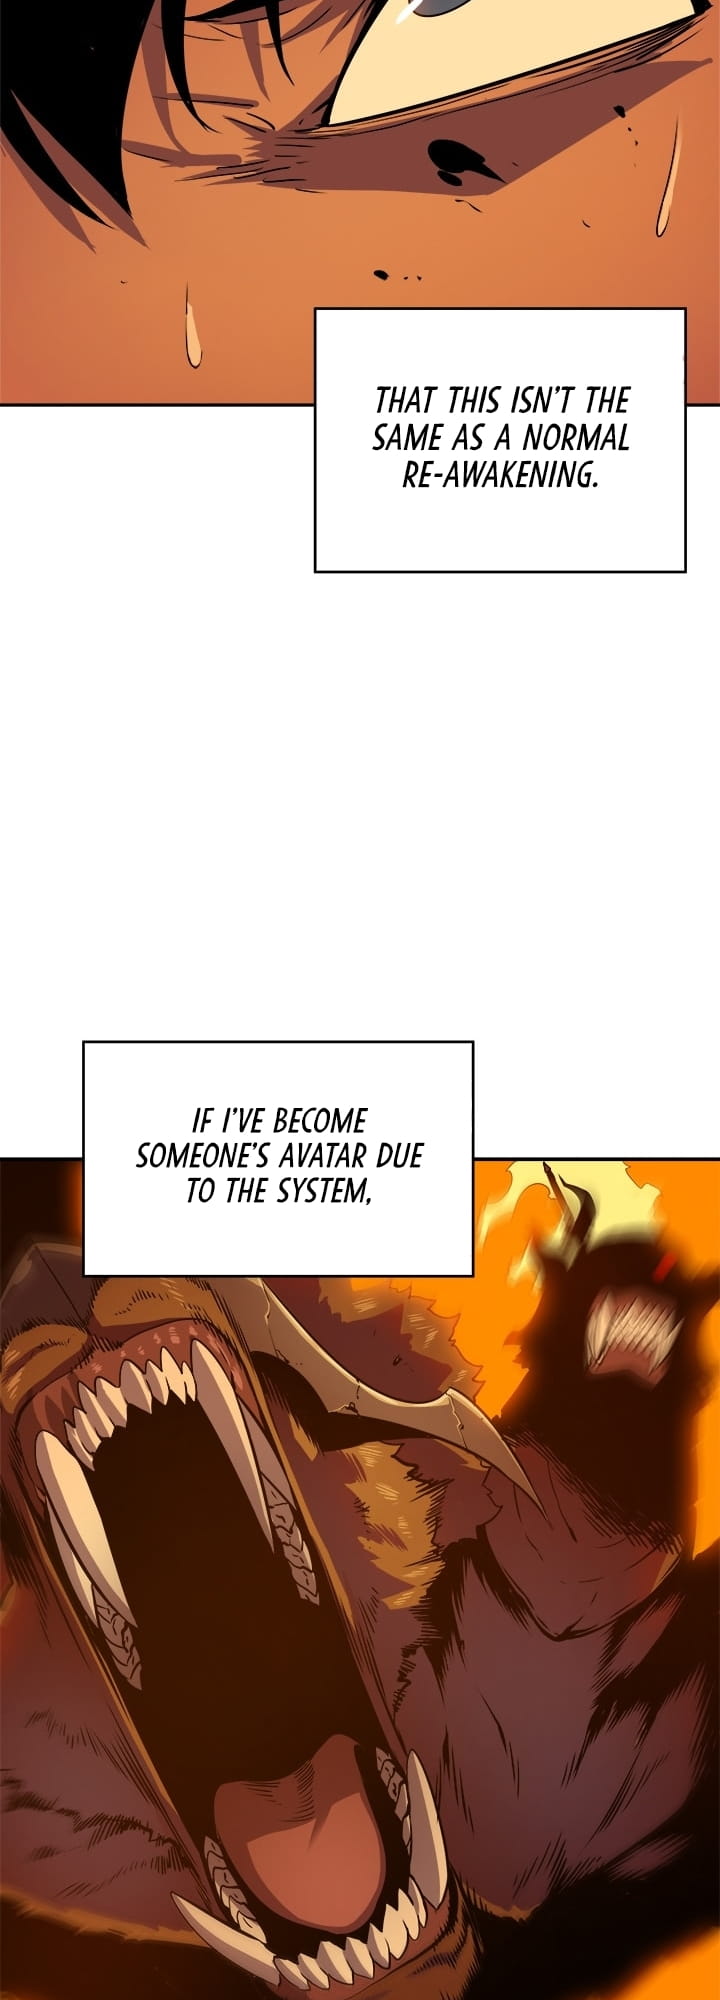 THAT THIS ISN'T THE
SAME AS A NORMAL
RE-AWAKENING.
IF I'VE BECOME
SOMEONE'S AVATAR DUE
TO THE SYSTEM,